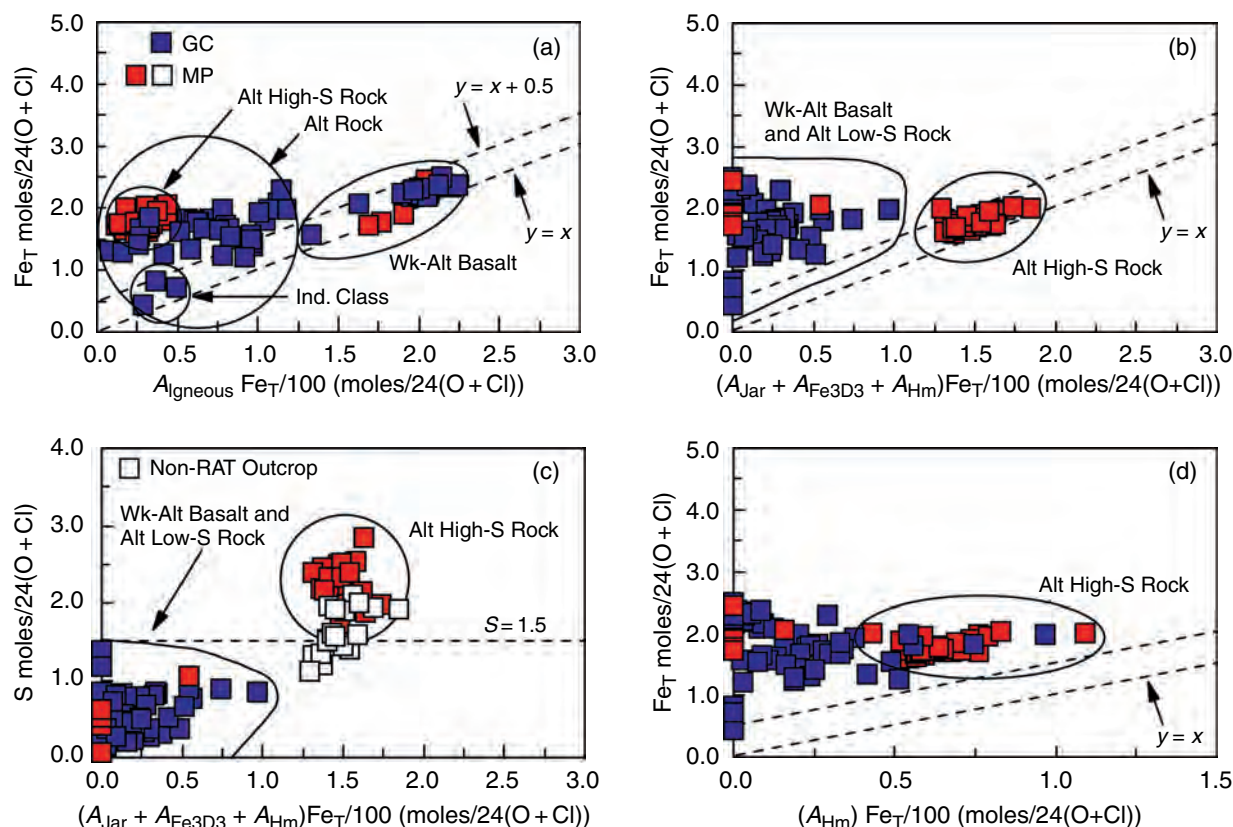 (a)
GC
MP
Alt High-S Rock
Alt Rock
y = x + 0.5
y = x
Wk-Alt Basalt
Ind. Class
5.0
4.0
3.0
2.0
1.0
0.0
0.0 0.5 1.0 1.5 2.0 2.5 3.0
Fe_T moles/24(O + Cl)
A_Igneous Fe_T/100 (moles/24(O + Cl))
(b)
Wk-Alt Basalt
and Alt Low-S Rock
y = x
Alt High-S Rock
5.0
4.0
3.0
2.0
1.0
0.0
0.0 0.5 1.0 1.5 2.0 2.5 3.0
Fe_T moles/24(O + Cl)
(A_Jar + A_Fe3D3 + A_Hm)Fe_T/100 (moles/24(O+Cl))
(c)
Non-RAT Outcrop
Wk-Alt Basalt and
Alt Low-S Rock
Alt High-S Rock
S = 1.5
4.0
3.0
2.0
1.0
0.0
0.0 0.5 1.0 1.5 2.0 2.5 3.0
S moles/24(O + Cl)
(A_Jar + A_Fe3D3 + A_Hm)Fe_T/100 (moles/24(O + Cl))
(d)
Alt High-S Rock
y = x
5.0
4.0
3.0
2.0
1.0
0.0
0.0 0.5 1.0 1.5
Fe_T moles/24(O + Cl)
(A_Hm) Fe_T/100 (moles/24(O+Cl))